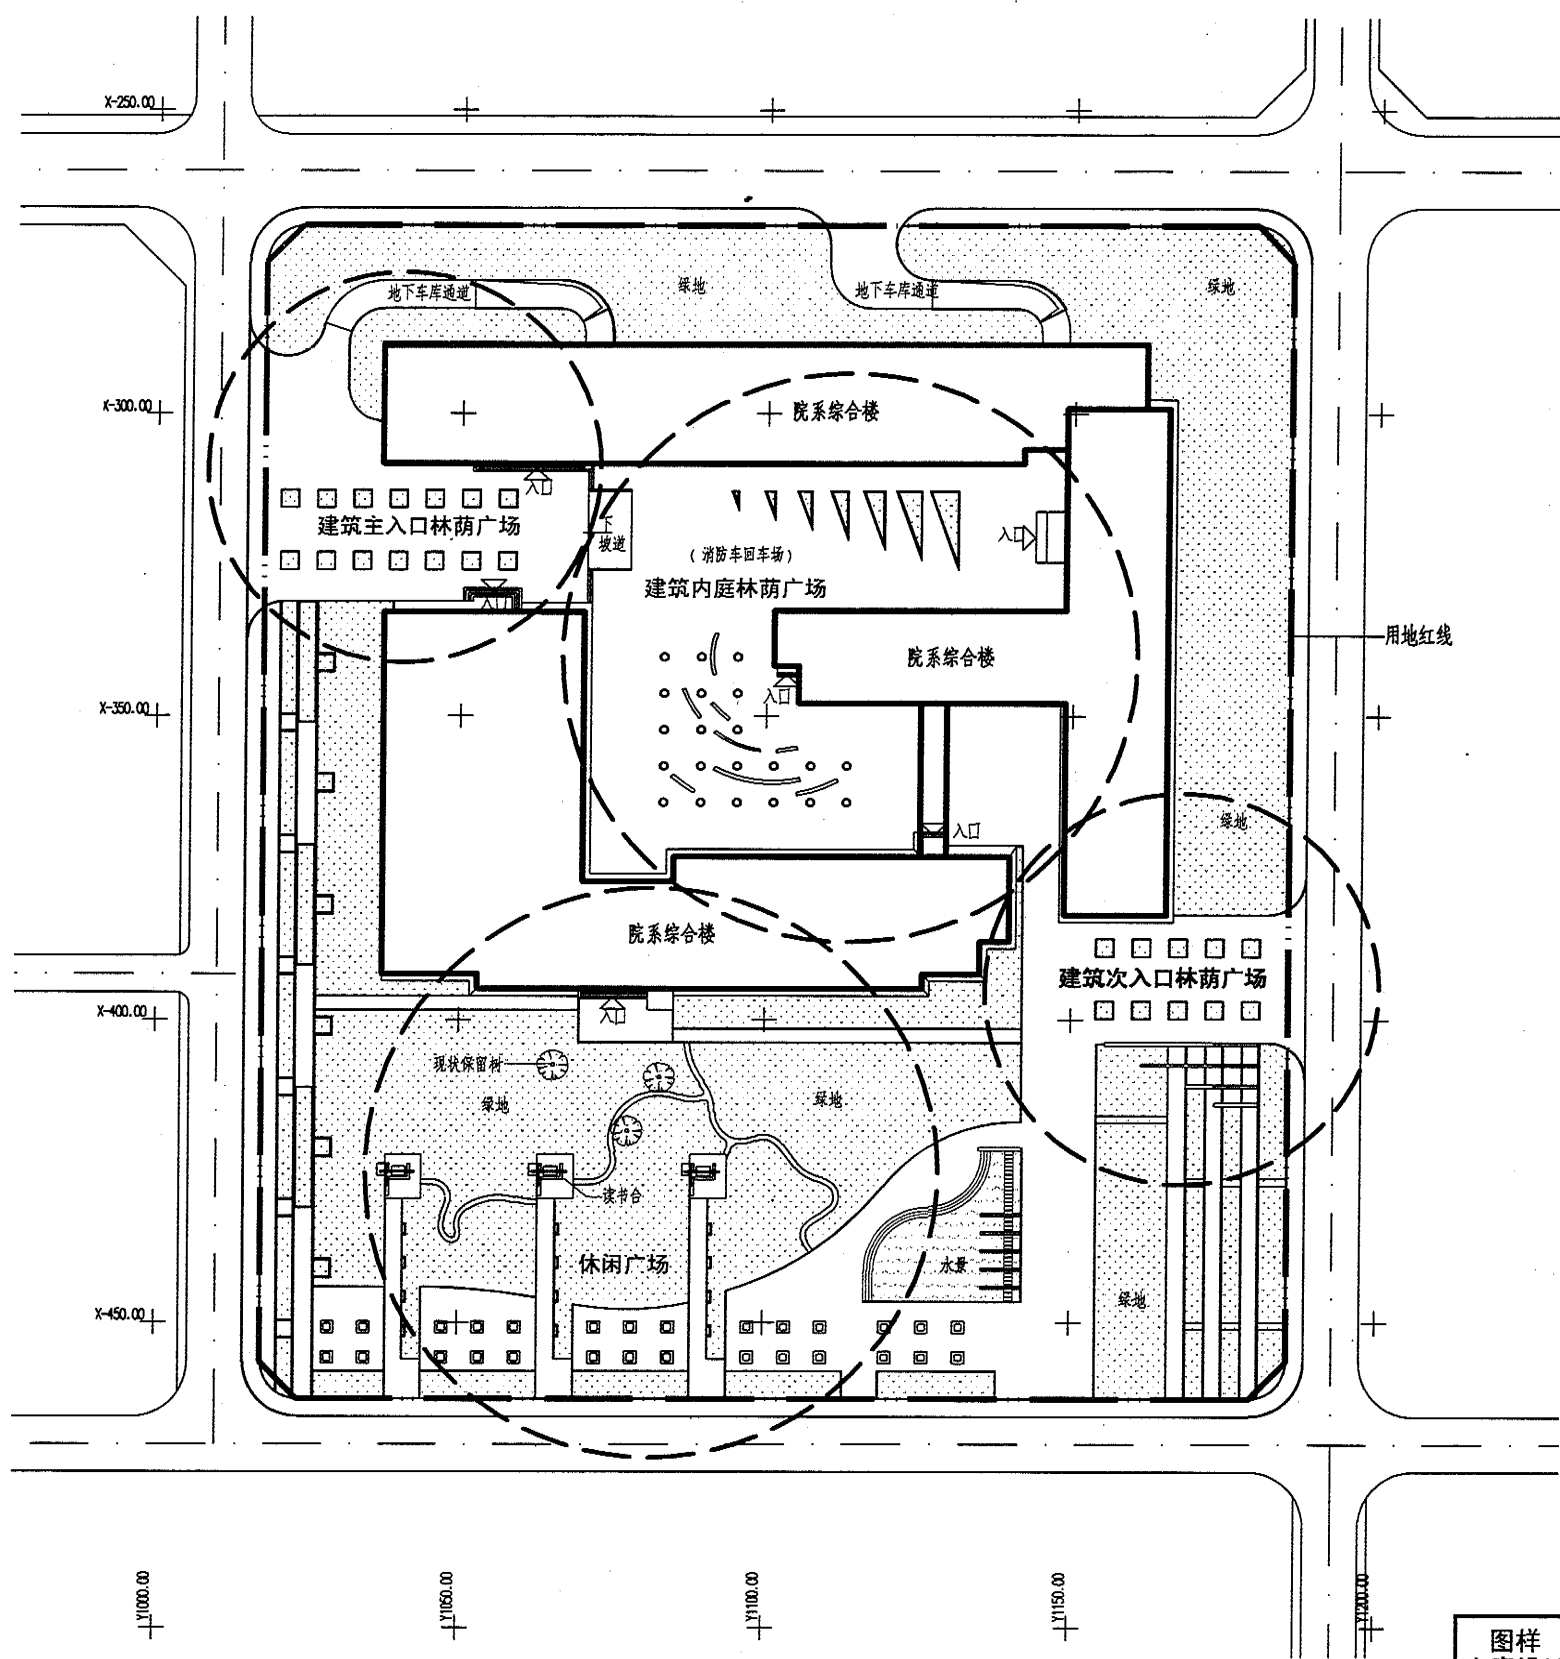 X-250.00
绿地
绿地
地下车库通道
地下车库通道
X-300.00
院系综合楼
入口
建筑主入口林荫广场
下
坡道
入口
(消防车回车场)
建筑内庭林荫广场
入口
用地红线
院系综合楼
入口
X-350.00
绿地
入口
院系综合楼
建筑次入口林荫广场
X-400.00
入口
现状保留树
绿地
绿地
读书台
休闲广场
水景
绿地
X-450.00
Y1000.00
Y1050.00
Y1100.00
Y1150.00
Y1200.00
图样